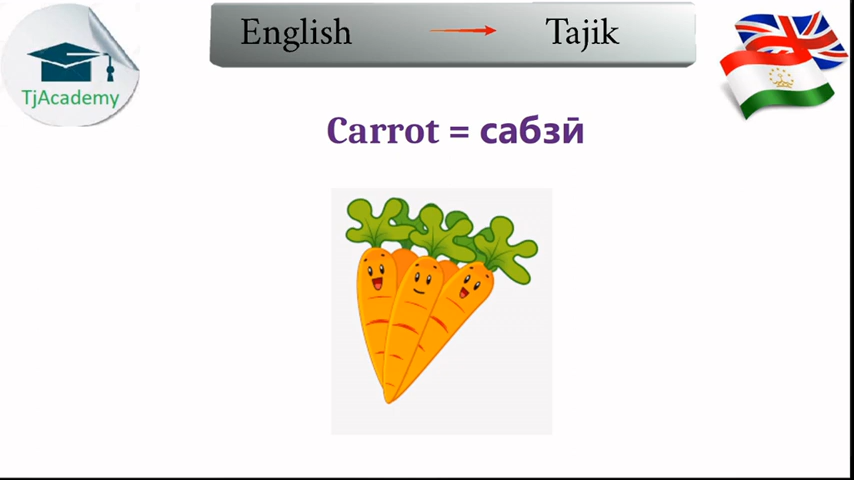 English → Tajik
TjAcademy
Carrot = сабзӣ